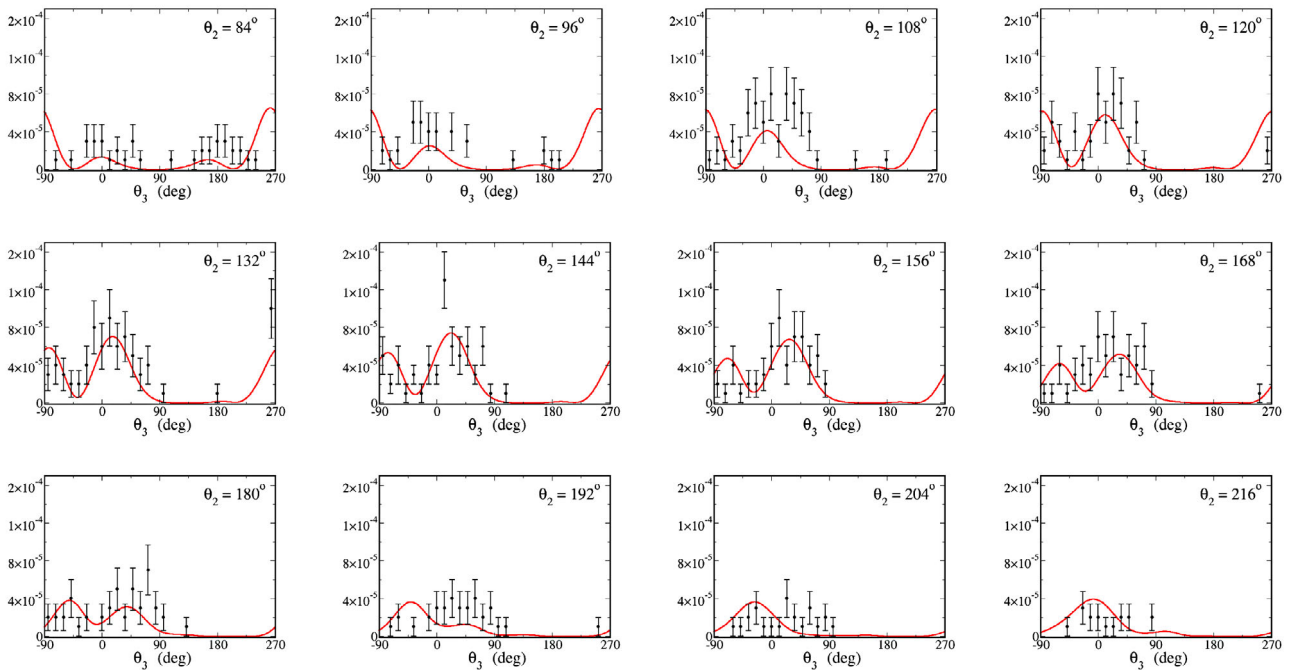 2×10⁻⁴ 2×10⁻⁴ 2×10⁻⁴ 2×10⁻⁴
θ₂ = 84° θ₂ = 96° θ₂ = 108° θ₂ = 120°
1×10⁻⁴ 1×10⁻⁴ 1×10⁻⁴ 1×10⁻⁴
8×10⁻⁵ 8×10⁻⁵ 8×10⁻⁵ 8×10⁻⁵
4×10⁻⁵ 4×10⁻⁵ 4×10⁻⁵ 4×10⁻⁵
0 0 0 0
-90 0 90 180 270 -90 0 90 180 270 -90 0 90 180 270 -90 0 90 180 270
θ₃ (deg) θ₃ (deg) θ₃ (deg) θ₃ (deg)
2×10⁻⁴ 2×10⁻⁴ 2×10⁻⁴ 2×10⁻⁴
θ₂ = 132° θ₂ = 144° θ₂ = 156° θ₂ = 168°
1×10⁻⁴ 1×10⁻⁴ 1×10⁻⁴ 1×10⁻⁴
8×10⁻⁵ 8×10⁻⁵ 8×10⁻⁵ 8×10⁻⁵
4×10⁻⁵ 4×10⁻⁵ 4×10⁻⁵ 4×10⁻⁵
0 0 0 0
-90 0 90 180 270 -90 0 90 180 270 -90 0 90 180 270 -90 0 90 180 270
θ₃ (deg) θ₃ (deg) θ₃ (deg) θ₃ (deg)
2×10⁻⁴ 2×10⁻⁴ 2×10⁻⁴ 2×10⁻⁴
θ₂ = 180° θ₂ = 192° θ₂ = 204° θ₂ = 216°
1×10⁻⁴ 1×10⁻⁴ 1×10⁻⁴ 1×10⁻⁴
8×10⁻⁵ 8×10⁻⁵ 8×10⁻⁵ 8×10⁻⁵
4×10⁻⁵ 4×10⁻⁵ 4×10⁻⁵ 4×10⁻⁵
0 0 0 0
-90 0 90 180 270 -90 0 90 180 270 -90 0 90 180 270 -90 0 90 180 270
θ₃ (deg) θ₃ (deg) θ₃ (deg) θ₃ (deg)